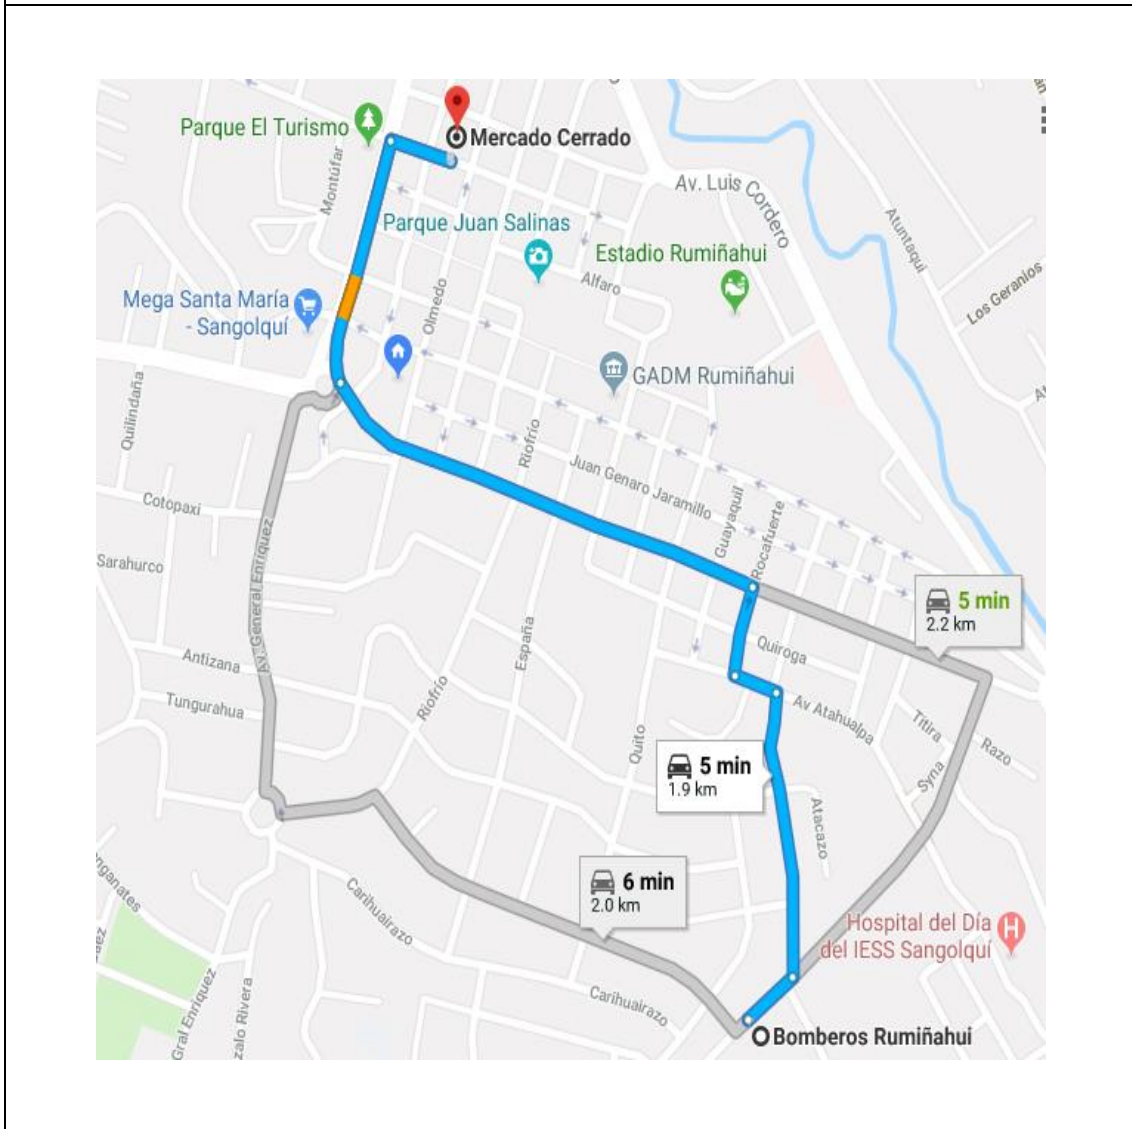 Parque El Turismo
Mercado Cerrado
Montúfar
Av. Luis Cordero
Parque Juan Salinas
Atuntaqui
Estadio Rumiñahui
Alfaro
Los Geranios
Mega Santa María
- Sangolquí
Olmedo
GADM Rumiñahui
Quilindaña
Riofrío
Juan Genaro Jaramillo
Cotopaxi
Guayaquil
Rocafuerte
Sarahurco
Av. General Enríquez
5 min
2.2 km
Quiroga
España
Antizana
Riofrío
Tungurahua
Av Atahualpa
Titira
Razo
Quito
5 min
1.9 km
Syna
Atacazo
6 min
2.0 km
Carihuairazo
Hospital del Día
del IESS Sangolquí
Carihuairazo
Gral Enriquez
Bomberos Rumiñahui